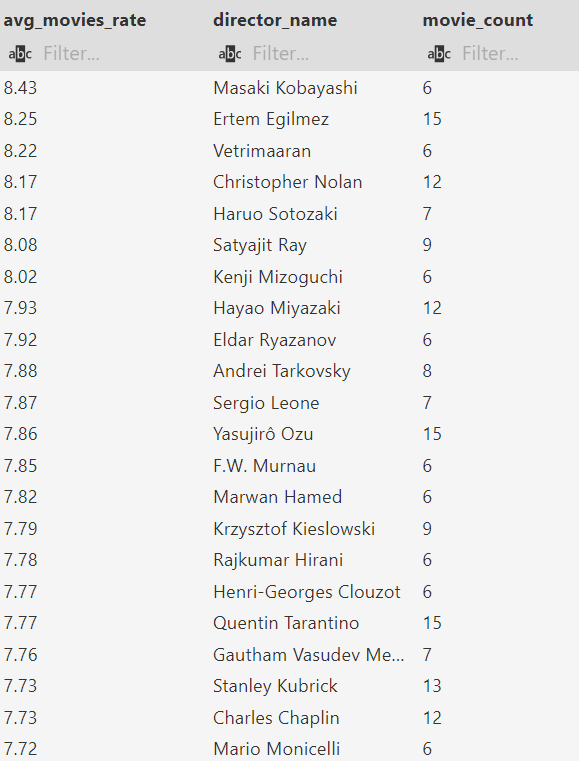 avg_movies_rate director_name movie_count
abc Filter... abc Filter... abc Filter...
8.43 Masaki Kobayashi 6
8.25 Ertem Egilmez 15
8.22 Vetrimaaran 6
8.17 Christopher Nolan 12
8.17 Haruo Sotozaki 7
8.08 Satyajit Ray 9
8.02 Kenji Mizoguchi 6
7.93 Hayao Miyazaki 12
7.92 Eldar Ryazanov 6
7.88 Andrei Tarkovsky 8
7.87 Sergio Leone 7
7.86 Yasujirô Ozu 15
7.85 F.W. Murnau 6
7.82 Marwan Hamed 6
7.79 Krzysztof Kieslowski 9
7.78 Rajkumar Hirani 6
7.77 Henri-Georges Clouzot 6
7.77 Quentin Tarantino 15
7.76 Gautham Vasudev Me... 7
7.73 Stanley Kubrick 13
7.73 Charles Chaplin 12
7.72 Mario Monicelli 6